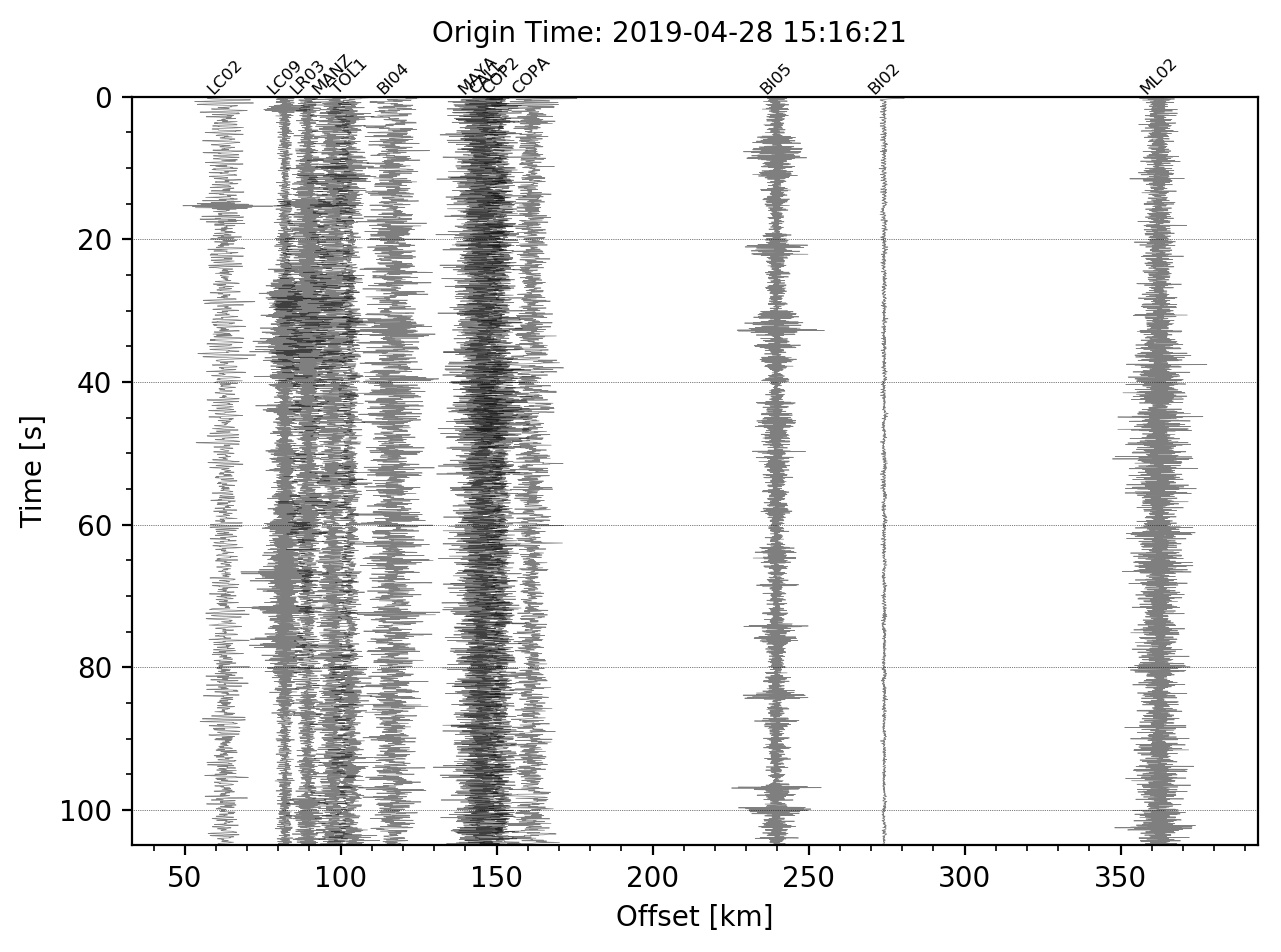 Origin Time: 2019-04-28 15:16:21
LC02 LC09 LR03 MANZ TOL1 BI04 MAYA COP2 COPA BI05 BI02 ML02
0
20
40
60
80
100
Time [s]
50 100 150 200 250 300 350
Offset [km]